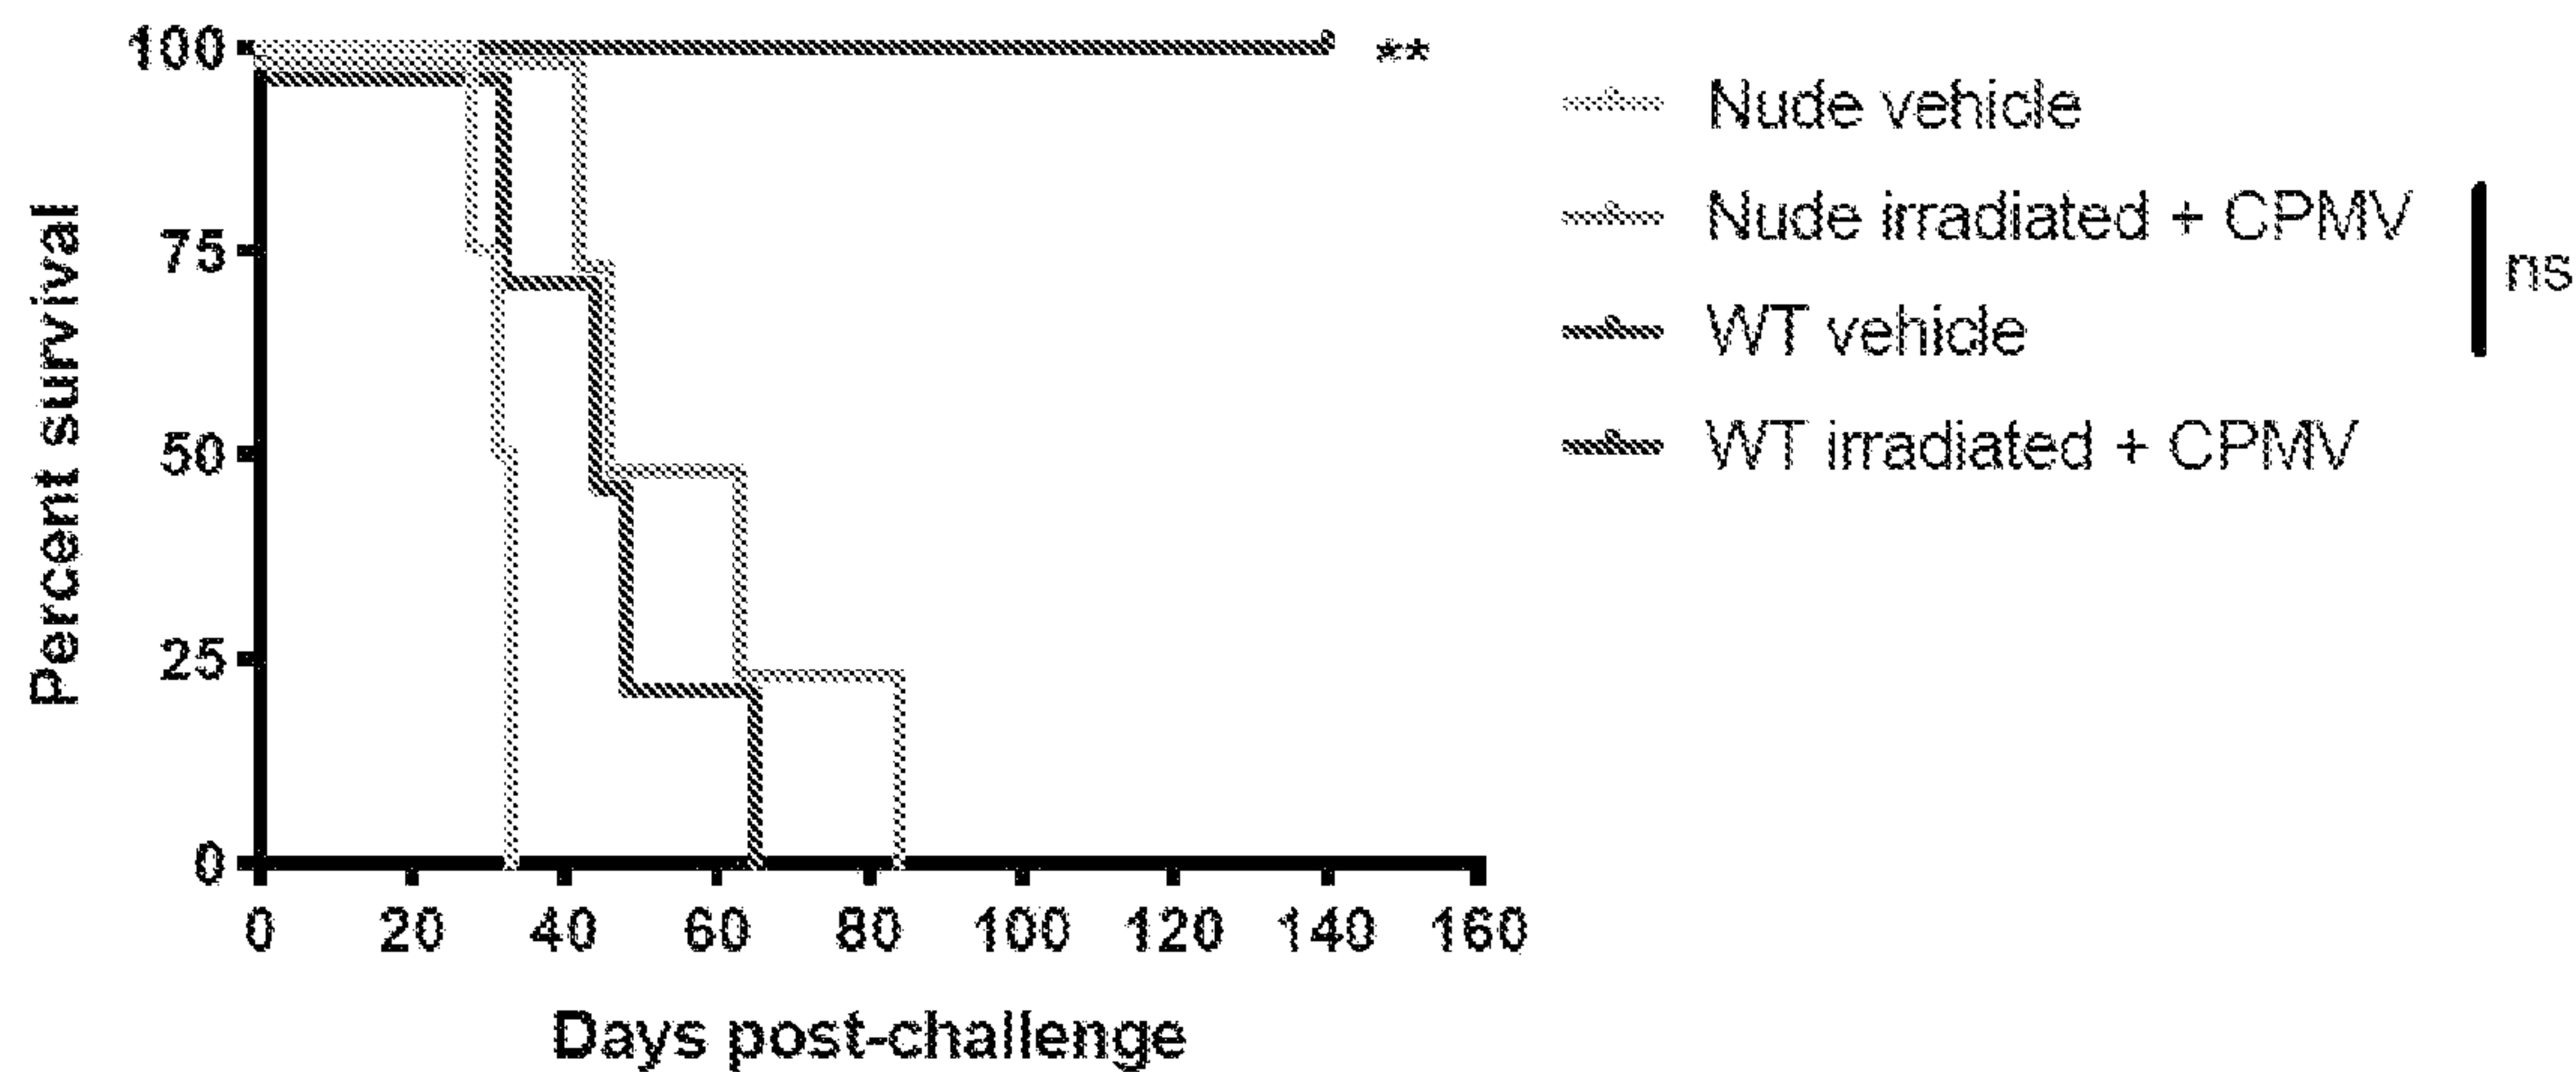 100
75
50
25
0
Percent survival
0 20 40 60 80 100 120 140 160
Days post-challenge
**
Nude vehicle
Nude irradiated + CPMV
WT vehicle
WT irradiated + CPMV
ns